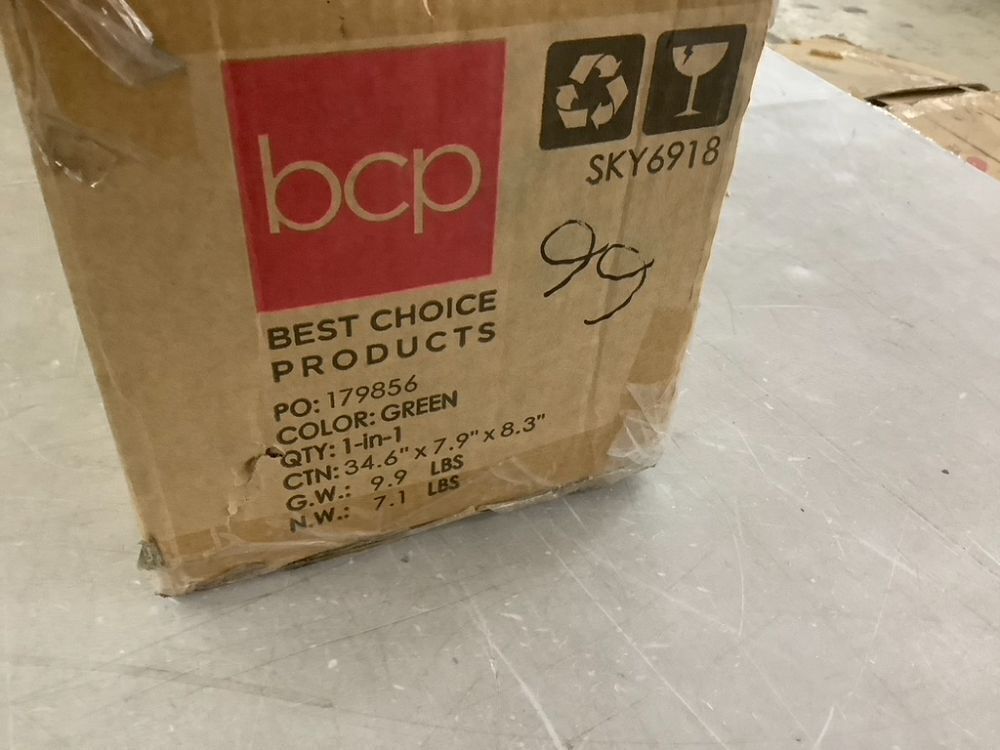 bcp
SKY6918
99
BEST CHOICE
PRODUCTS
PO: 179856
COLOR: GREEN
QTY: 1-in-1
CTN: 34.6" x 7.9" x 8.3"
G.W.: 9.9 LBS
N.W.: 7.1 LBS